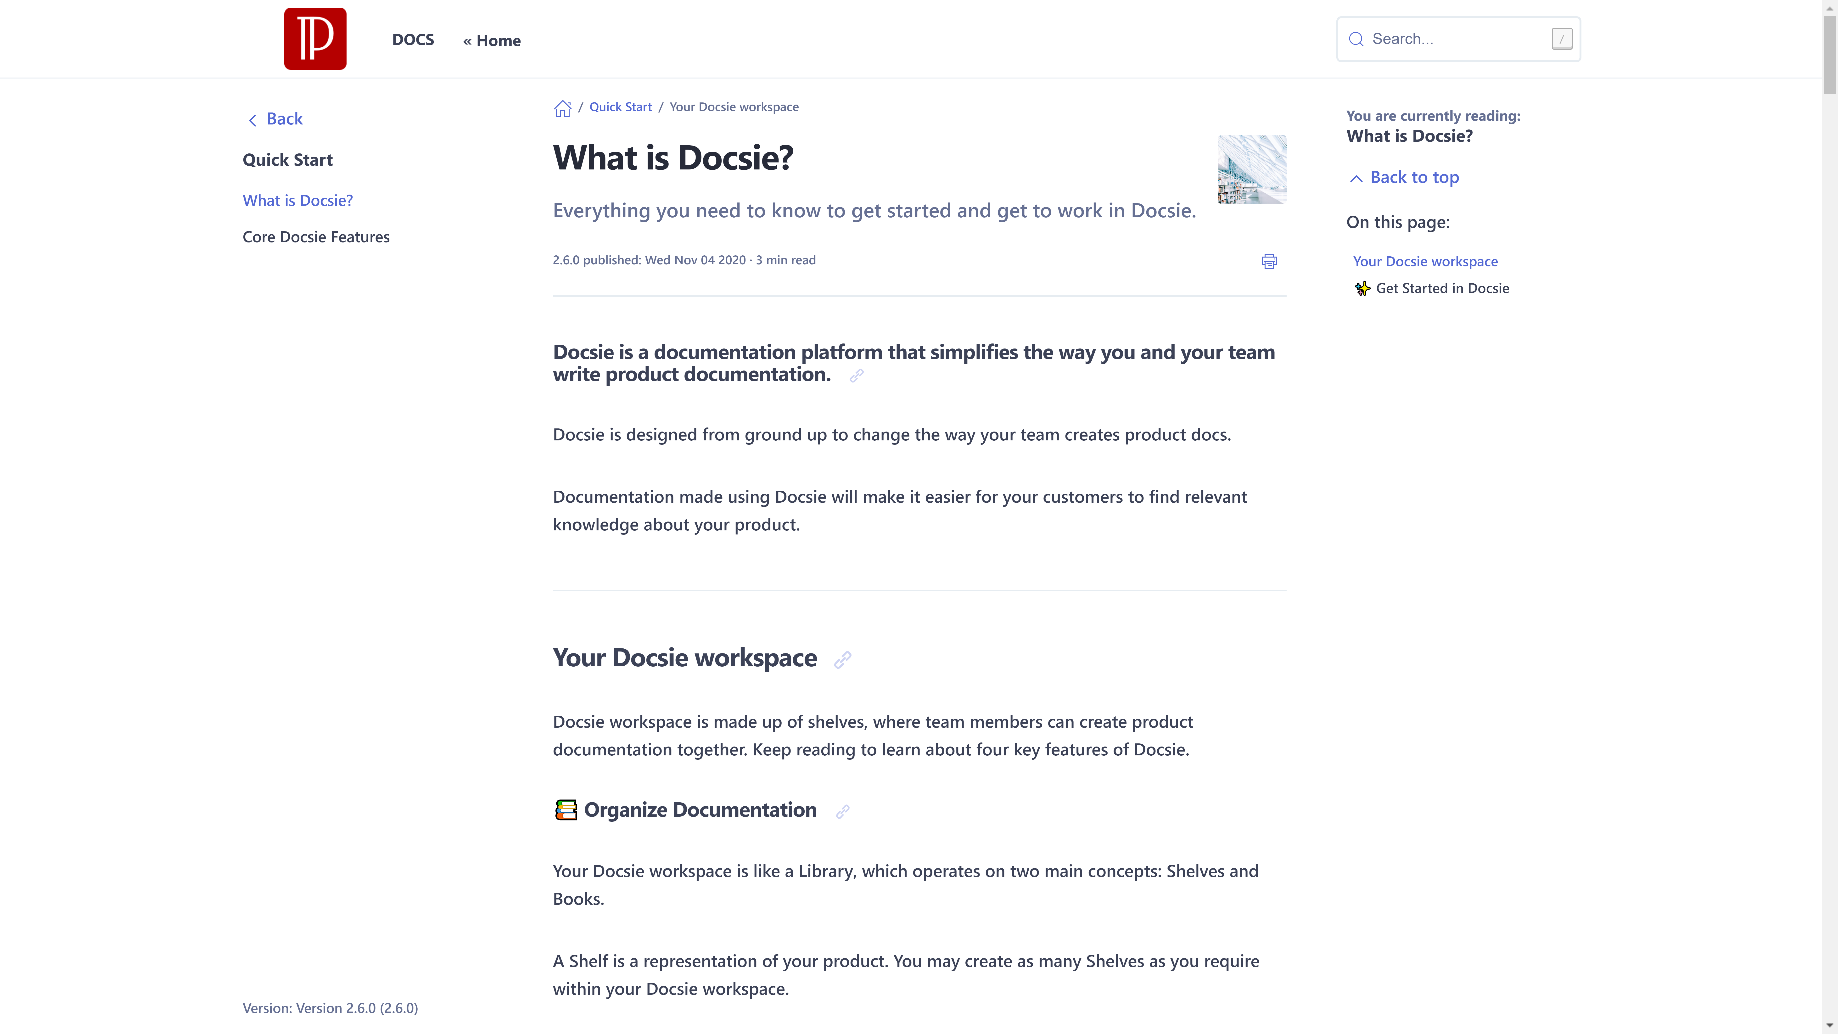 DOCS
« Home
Search...
/
Back
Quick Start
What is Docsie?
Core Docsie Features
Version: Version 2.6.0 (2.6.0)
/ Quick Start / Your Docsie workspace
What is Docsie?
Everything you need to know to get started and get to work in Docsie.
2.6.0 published: Wed Nov 04 2020 · 3 min read
Docsie is a documentation platform that simplifies the way you and your team
write product documentation.
Docsie is designed from ground up to change the way your team creates product docs.
Documentation made using Docsie will make it easier for your customers to find relevant
knowledge about your product.
Your Docsie workspace
Docsie workspace is made up of shelves, where team members can create product
documentation together. Keep reading to learn about four key features of Docsie.
Organize Documentation
Your Docsie workspace is like a Library, which operates on two main concepts: Shelves and
Books.
A Shelf is a representation of your product. You may create as many Shelves as you require
within your Docsie workspace.
You are currently reading:
What is Docsie?
Back to top
On this page:
Your Docsie workspace
✨ Get Started in Docsie